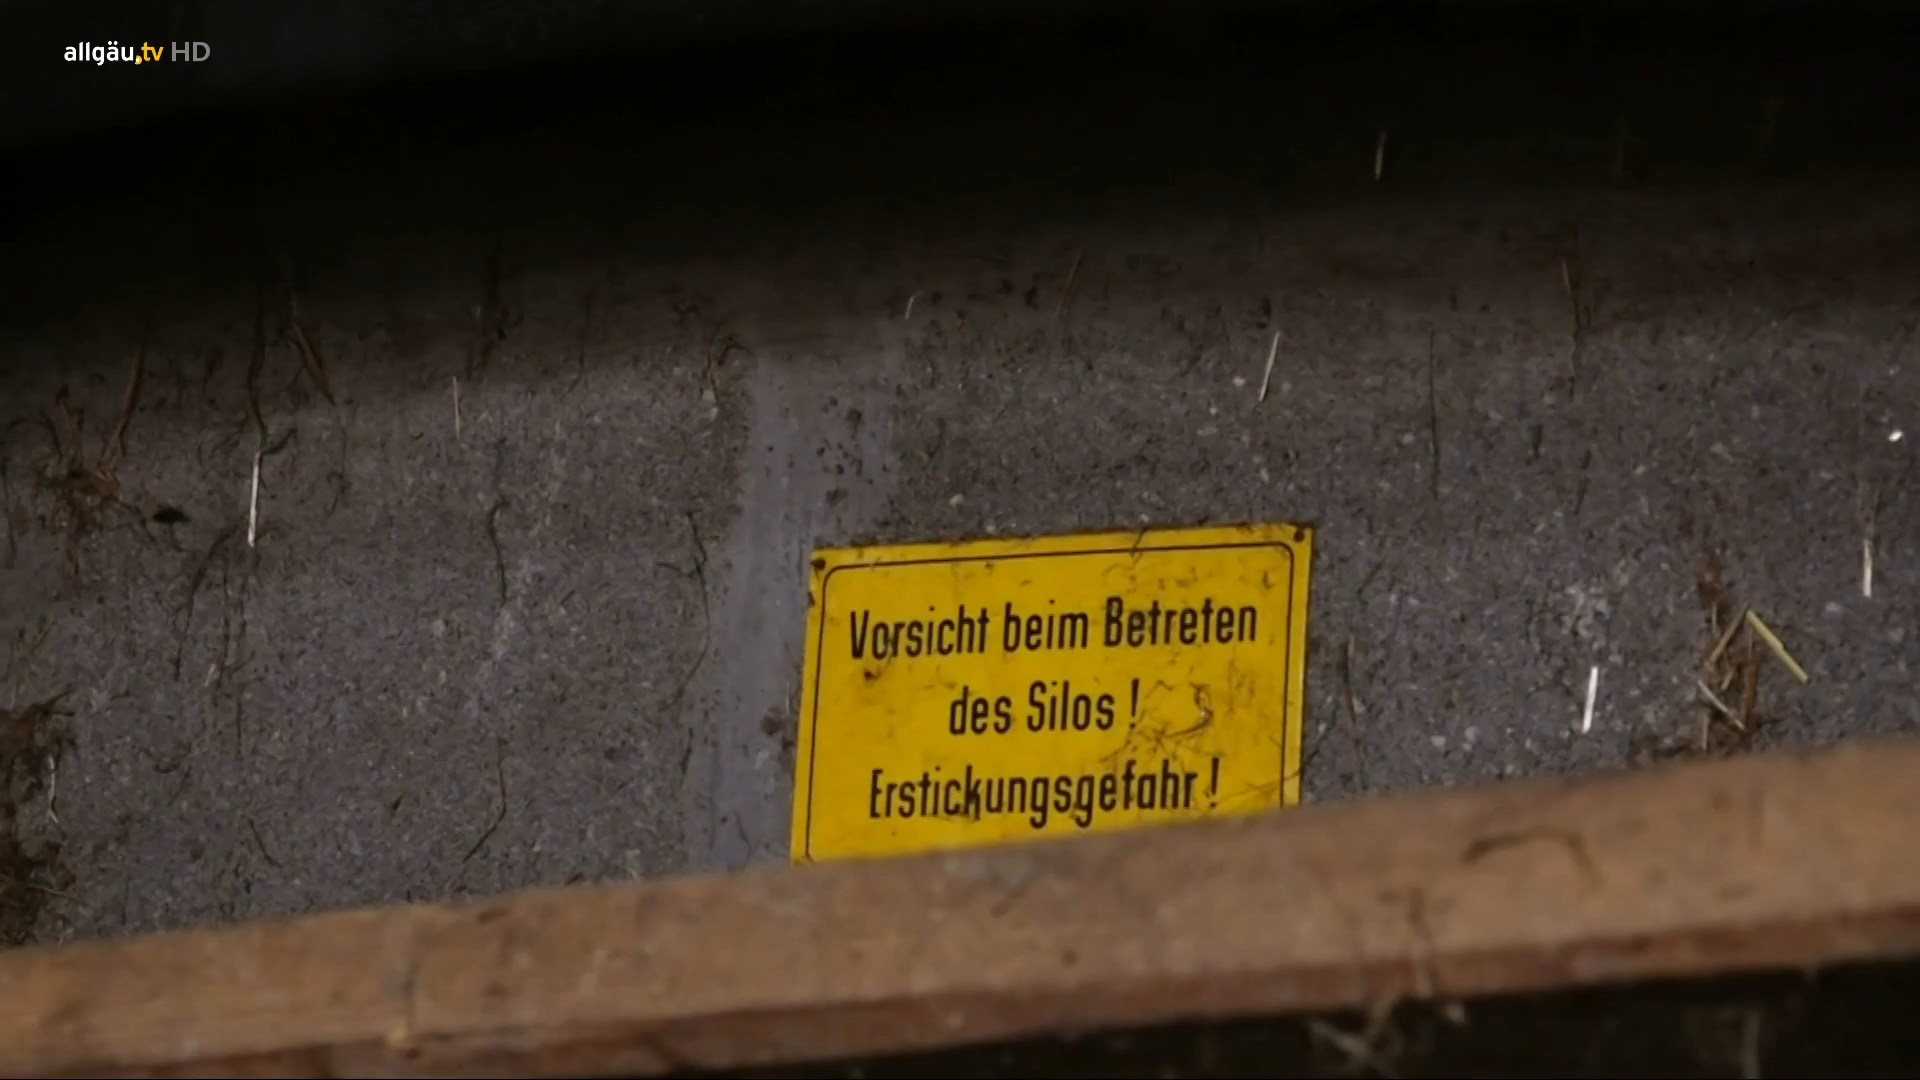 allgäu.tv HD
Vorsicht beim Betreten
des Silos !
Erstickungsgefahr !